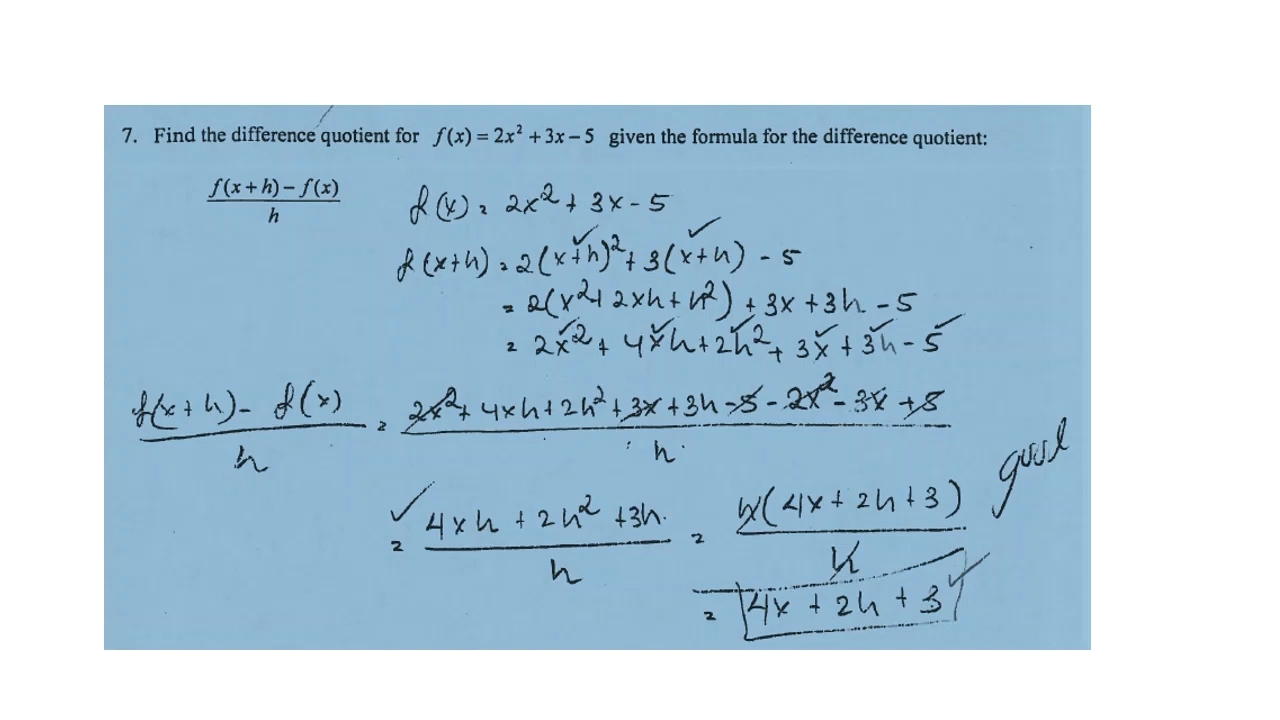 7. Find the difference quotient for f(x) = 2x² + 3x – 5 given the formula for the difference quotient:
f(x + h) – f(x)
h
f(x) = 2x² + 3x - 5
f(x+h) = 2(x+h)² + 3(x+h) - 5
= 2(x² + 2xh + h²) + 3x + 3h - 5
= 2x² + 4xh + 2h² + 3x + 3h - 5
f(x+h) - f(x) = 2x² + 4xh + 2h² + 3x + 3h - 5 - 2x² - 3x + 5
h h
good
= 4xh + 2h² + 3h = h(4x + 2h + 3)
h h
= 4x + 2h + 3